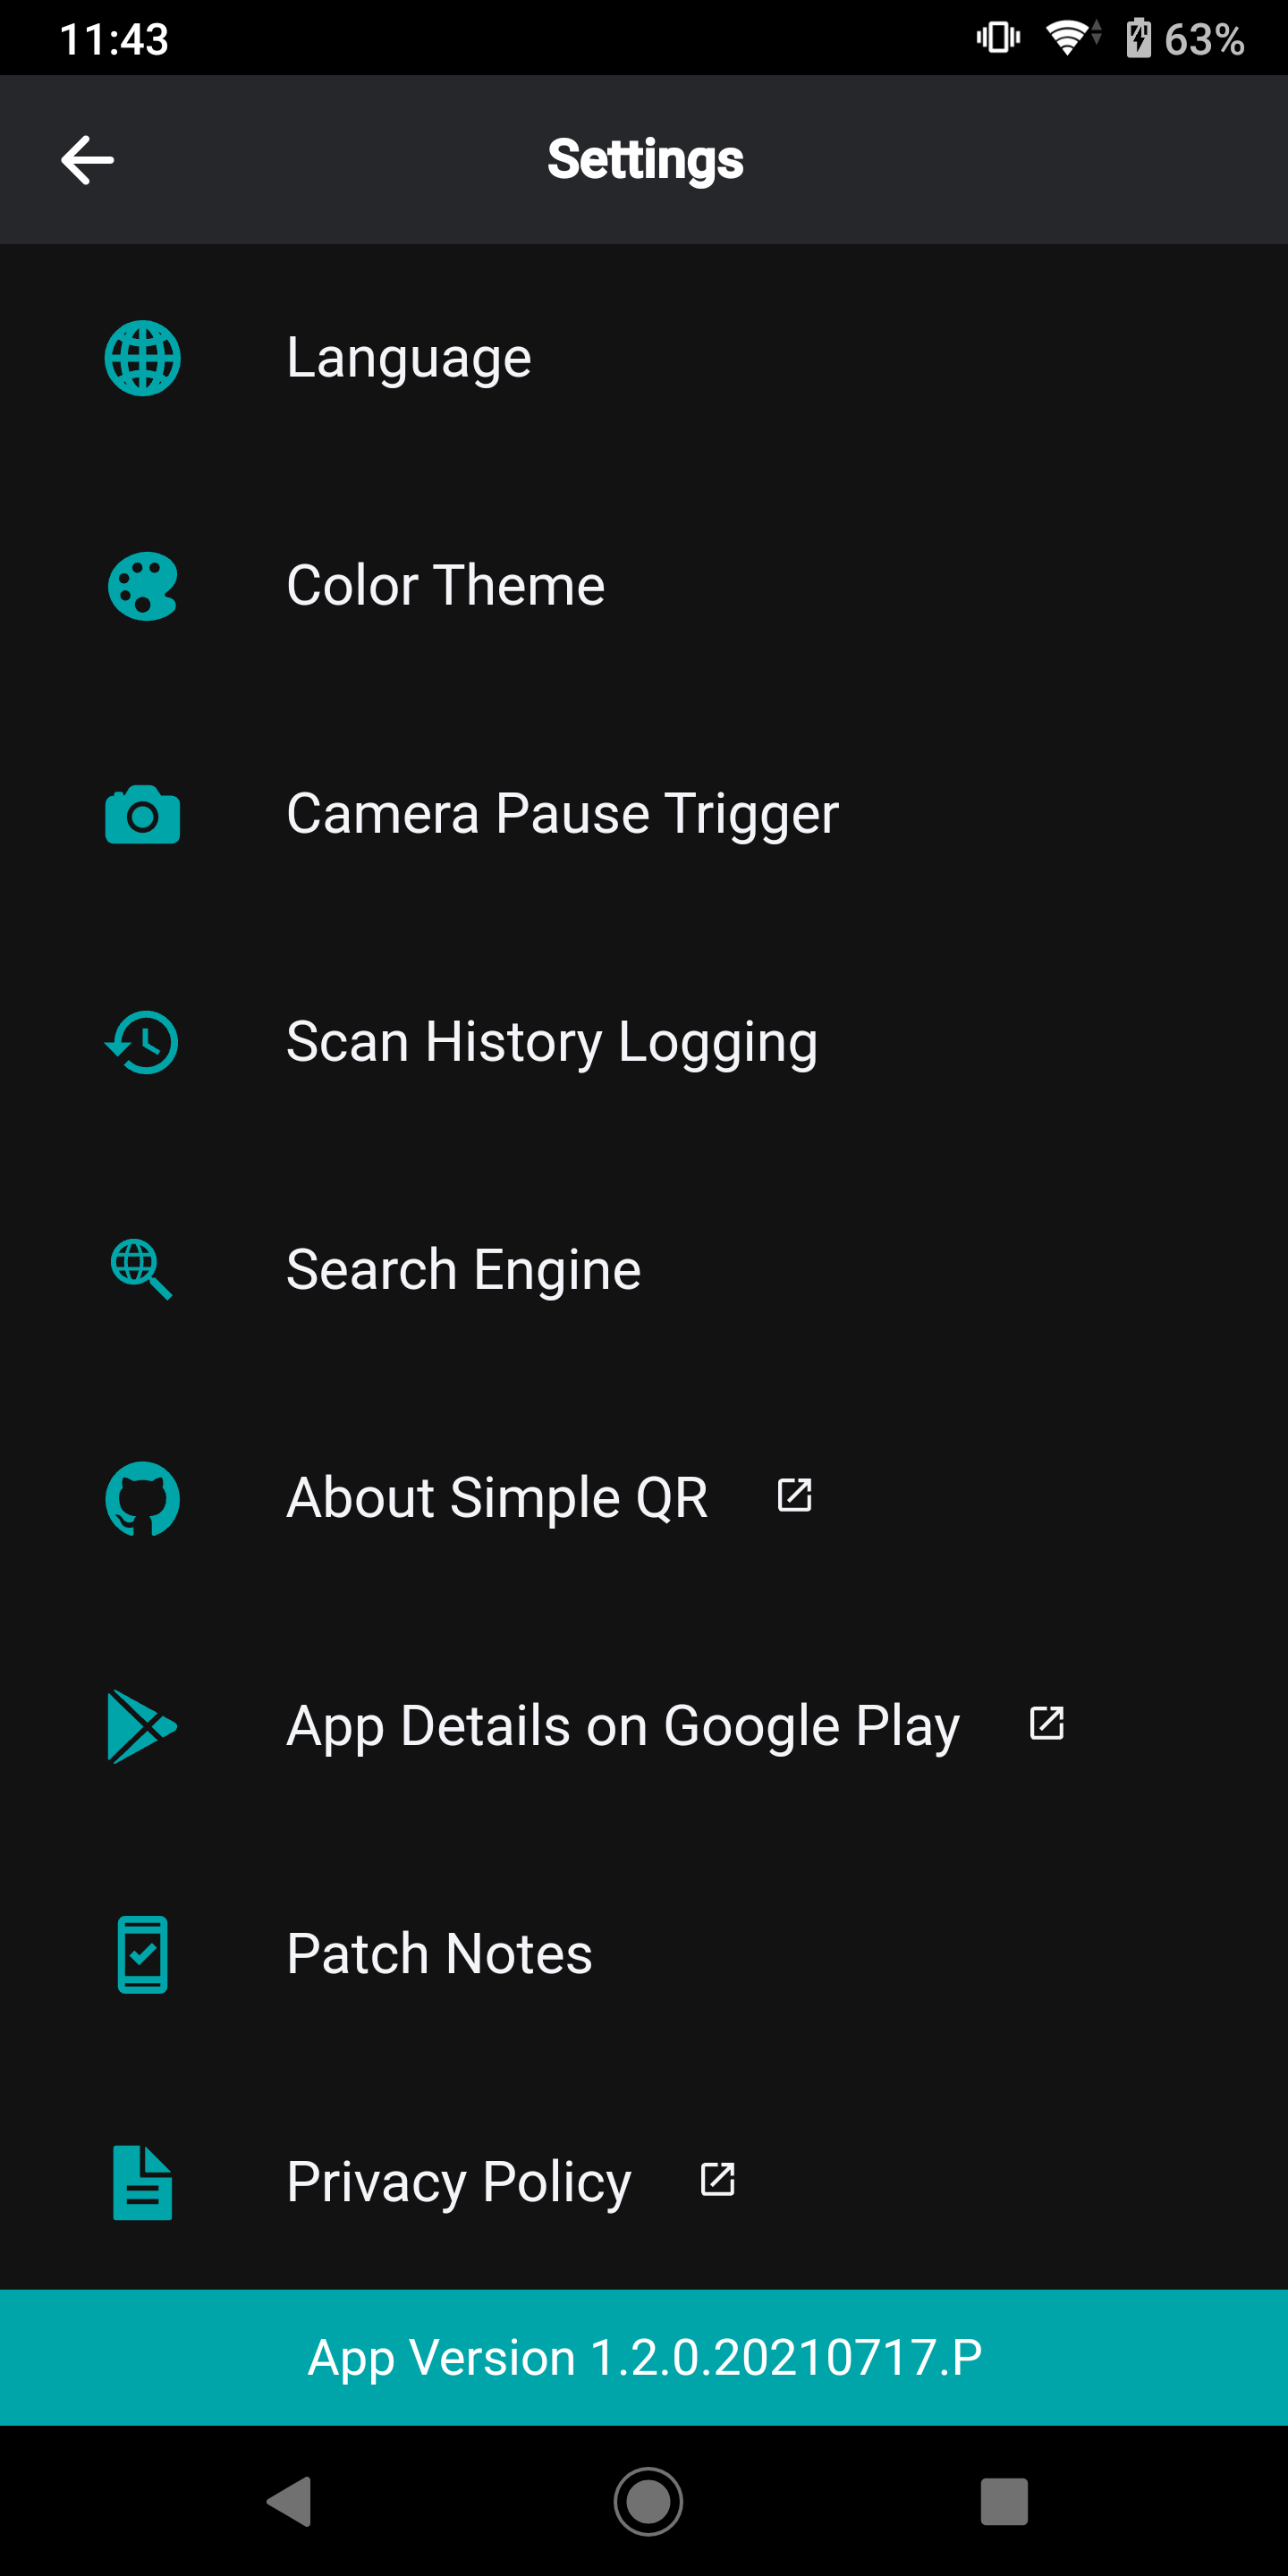 11:43
63%
Settings
Language
Color Theme
Camera Pause Trigger
Scan History Logging
Search Engine
About Simple QR
App Details on Google Play
Patch Notes
Privacy Policy
App Version 1.2.0.20210717.P